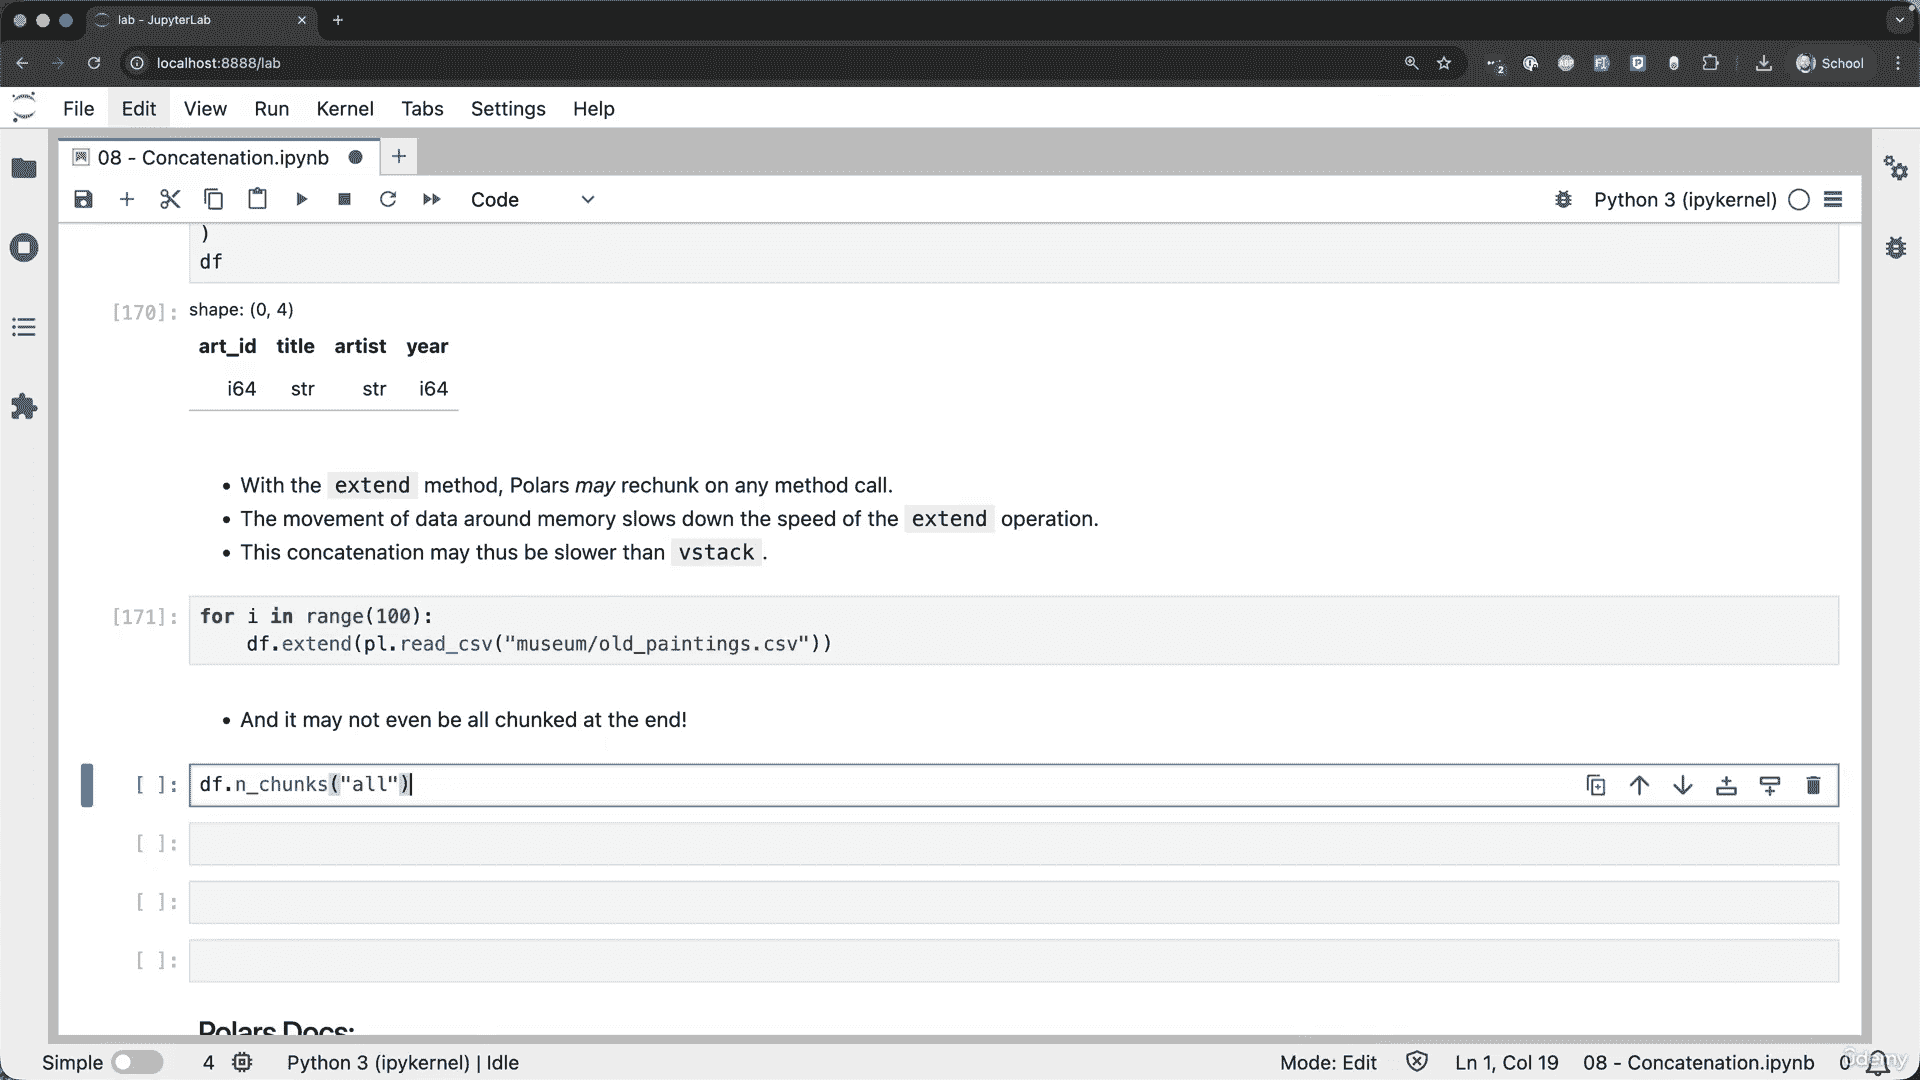 lab - JupyterLab
localhost:8888/lab
2
ABP
School
File Edit View Run Kernel Tabs Settings Help
08 - Concatenation.ipynb
Code
Python 3 (ipykernel)
)
df
[170]: shape: (0, 4)
art_id title artist year
i64 str str i64
• With the extend method, Polars may rechunk on any method call.
• The movement of data around memory slows down the speed of the extend operation.
• This concatenation may thus be slower than vstack.
[171]: for i in range(100):
df.extend(pl.read_csv("museum/old_paintings.csv"))
• And it may not even be all chunked at the end!
[ ]: df.n_chunks("all")
[ ]:
[ ]:
[ ]:
Polars Docs:
Simple 4 Python 3 (ipykernel) | Idle Mode: Edit Ln 1, Col 19 08 - Concatenation.ipynb 0
udemy